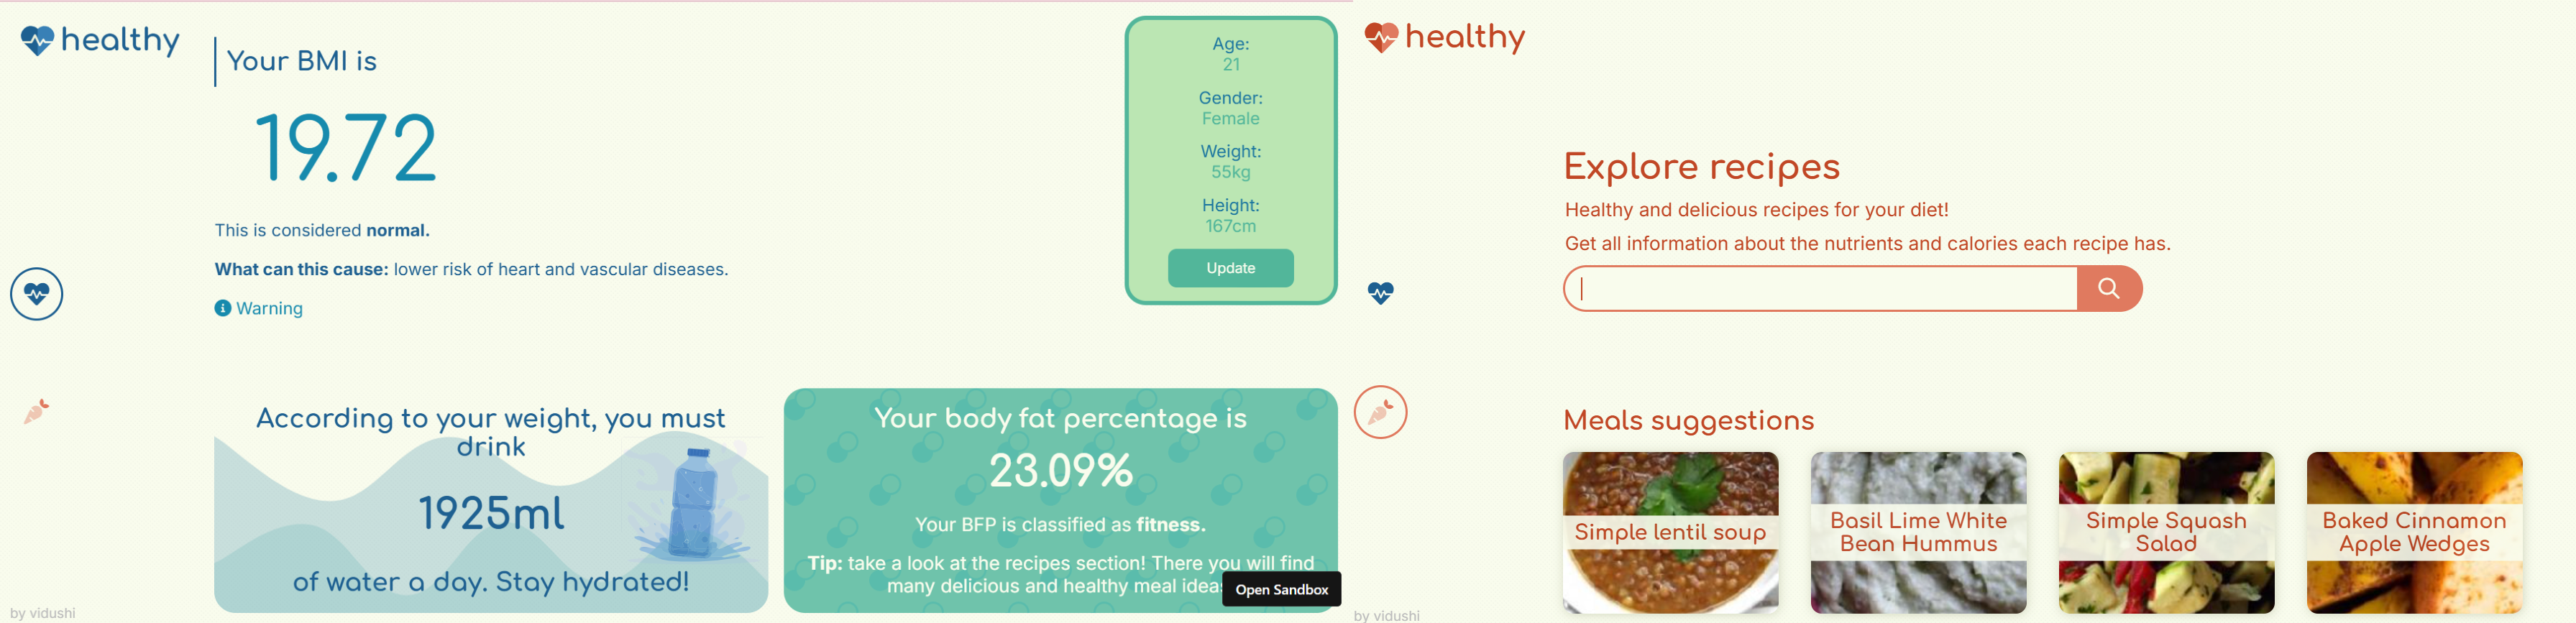 healthy
Your BMI is
19.72
This is considered normal.
What can this cause: lower risk of heart and vascular diseases.
Warning
Age:
21
Gender:
Female
Weight:
55kg
Height:
167cm
Update
According to your weight, you must
drink
1925ml
of water a day. Stay hydrated!
Your body fat percentage is
23.09%
Your BFP is classified as fitness.
Tip: take a look at the recipes section! There you will find
many delicious and healthy meal ideas
Open Sandbox
by vidushi
healthy
Explore recipes
Healthy and delicious recipes for your diet!
Get all information about the nutrients and calories each recipe has.
Meals suggestions
Simple lentil soup
Basil Lime White
Bean Hummus
Simple Squash
Salad
Baked Cinnamon
Apple Wedges
by vidushi